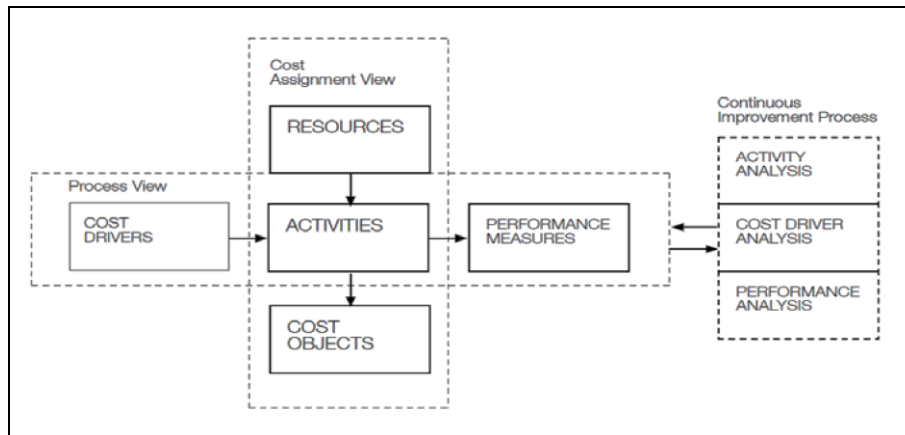 Cost
Assignment View
RESOURCES
Process View
COST
DRIVERS
ACTIVITIES
PERFORMANCE
MEASURES
COST
OBJECTS
Continuous
Improvement Process
ACTIVITY
ANALYSIS
COST DRIVER
ANALYSIS
PERFORMANCE
ANALYSIS